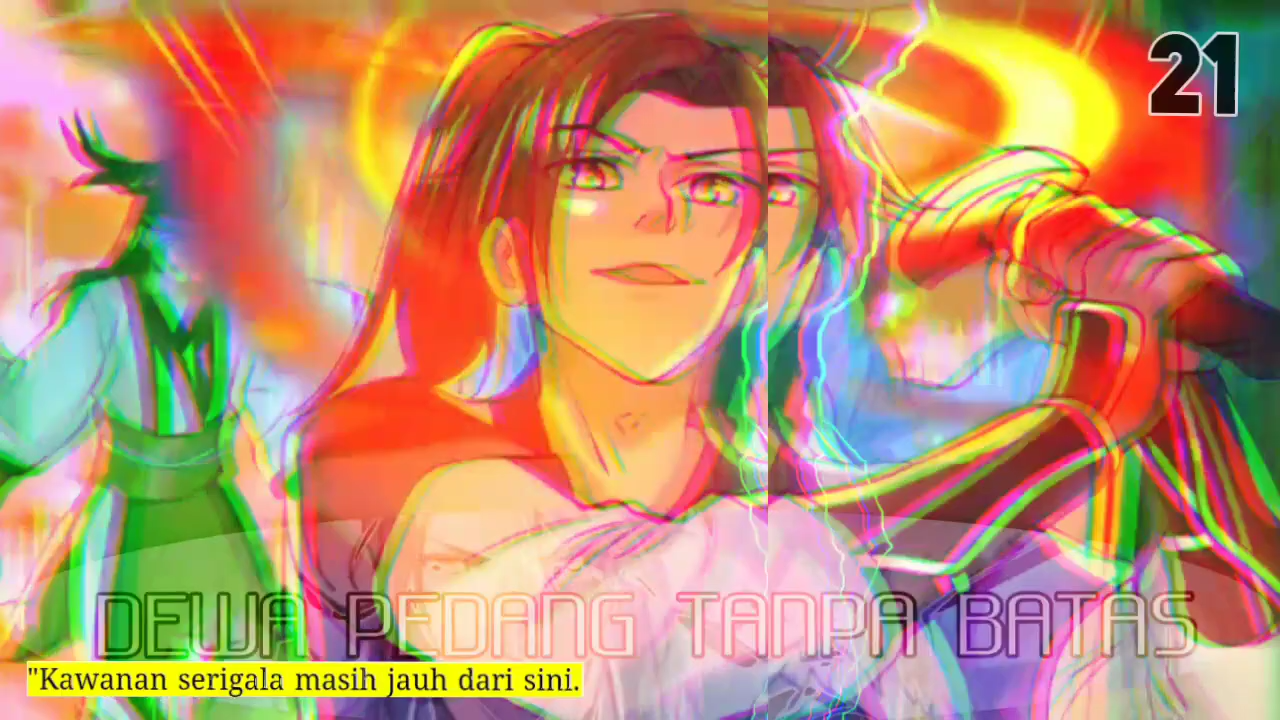 21
DEWA PEDANG TANPA BATAS
"Kawanan serigala masih jauh dari sini.